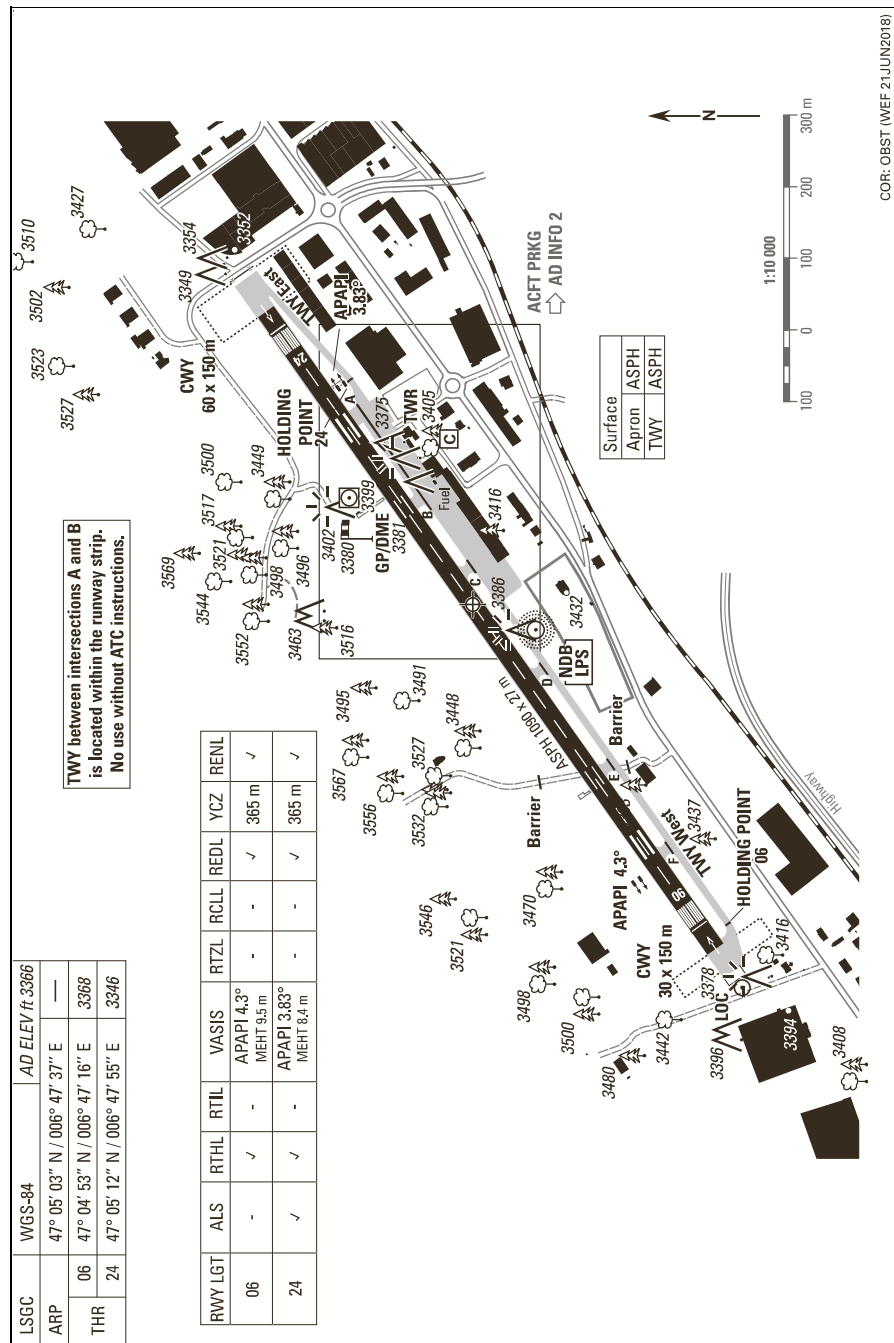 LSGC WGS-84 AD ELEV ft 3366
ARP 47° 05' 03" N / 006° 47' 37" E —
THR 06 47° 04' 53" N / 006° 47' 16" E 3368
24 47° 05' 12" N / 006° 47' 55" E 3346
TWY between intersections A and B
is located within the runway strip.
No use without ATC instructions.
RWY LGT ALS RTHL RTIL VASIS RTZL RCLL REDL YCZ RENL
06 - ✓ - APAPI 4.3° - - ✓ 365 m ✓
MEHT 9.5 m
24 ✓ ✓ - APAPI 3.83° - - ✓ 365 m ✓
MEHT 8.4 m
3510
3427
3502
3523
3527
3354
3349
3352
CWY
60 x 150 m
TWY East
APAPI
3.83°
24
HOLDING
POINT
24
A
3375
TWR
3405
C
3500
3449
3517
3521
3569
3544
3498
3496
3552
3463
3516
3402
3380
3399
GP/DME
3381
B
Fuel
3416
3386
C
ACFT PRKG
⇨ AD INFO 2
Surface
Apron ASPH
TWY ASPH
N
1:10 000
100 0 100 200 300 m
3432
NDB
LPS
D
ASPH 1090 x 27 m
3495
3491
3448
3567
3527
3556
3532
Barrier
Barrier
E
3437
TWY West
F
HOLDING POINT
06
Highway
3546
3521
3470
APAPI 4.3°
06
3498
3500
CWY
30 x 150 m
3416
3378
LOC
3442
3396
3480
3394
3408
COR: OBST (WEF 21JUN2018)